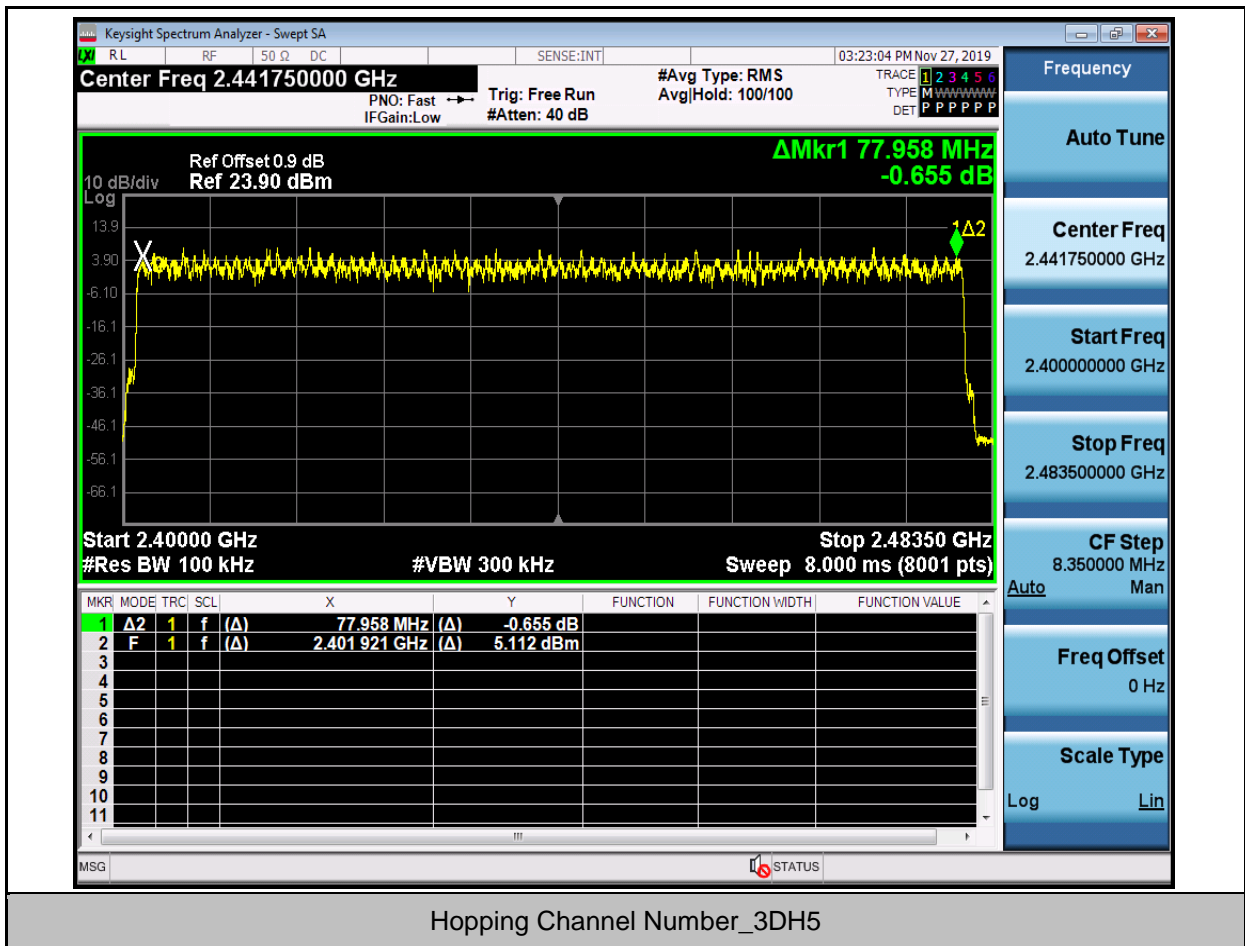 Keysight Spectrum Analyzer - Swept SA
LXI RL RF 50 Ω DC SENSE:INT 03:23:04 PM Nov 27, 2019
Center Freq 2.441750000 GHz
PNO: Fast
IFGain:Low
Trig: Free Run
#Atten: 40 dB
#Avg Type: RMS
Avg|Hold: 100/100
TRACE 1 2 3 4 5 6
TYPE M WWWWW
DET P P P P P P
ΔMkr1 77.958 MHz
-0.655 dB
Ref Offset 0.9 dB
10 dB/div Ref 23.90 dBm
Log
13.9
3.90
-6.10
-16.1
-26.1
-36.1
-46.1
-56.1
-66.1
1Δ2
Start 2.40000 GHz Stop 2.48350 GHz
#Res BW 100 kHz #VBW 300 kHz Sweep 8.000 ms (8001 pts)
MKR MODE TRC SCL X Y FUNCTION FUNCTION WIDTH FUNCTION VALUE
1 Δ2 1 f (Δ) 77.958 MHz (Δ) -0.655 dB
2 F 1 f (Δ) 2.401 921 GHz (Δ) 5.112 dBm
3
4
5
6
7
8
9
10
11
MSG STATUS
Frequency
Auto Tune
Center Freq
2.441750000 GHz
Start Freq
2.400000000 GHz
Stop Freq
2.483500000 GHz
CF Step
8.350000 MHz
Auto Man
Freq Offset
0 Hz
Scale Type
Log Lin
Hopping Channel Number_3DH5